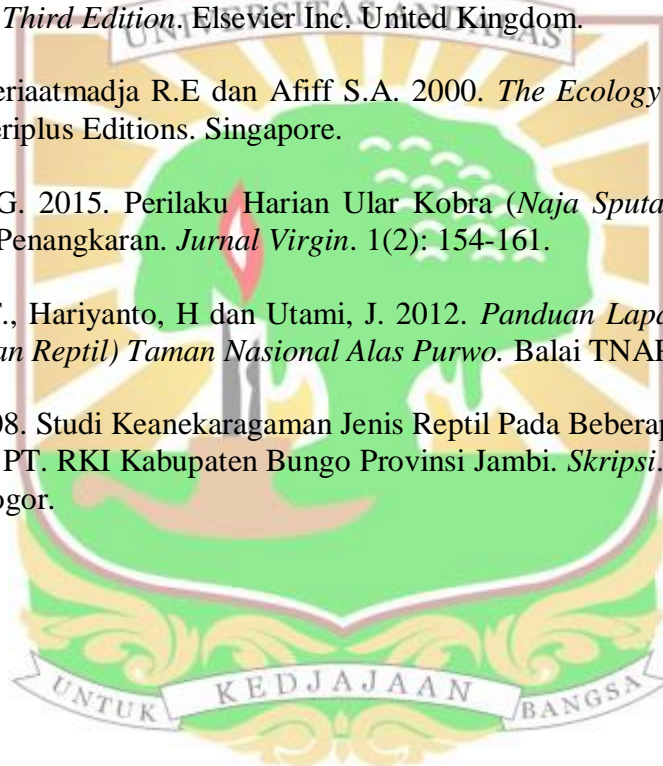 Third Edition. Elsevier Inc. United Kingdom.
UNIVERSITAS ANDALAS
eriaatmadja R.E dan Afiff S.A. 2000. The Ecology
eriplus Editions. Singapore.
G. 2015. Perilaku Harian Ular Kobra (Naja Sputa
Penangkaran. Jurnal Virgin. 1(2): 154-161.
., Hariyanto, H dan Utami, J. 2012. Panduan Lapa
an Reptil) Taman Nasional Alas Purwo. Balai TNAP
08. Studi Keanekaragaman Jenis Reptil Pada Beberap
PT. RKI Kabupaten Bungo Provinsi Jambi. Skripsi.
ogor.
UNTUK KEDJAJAAN BANGSA